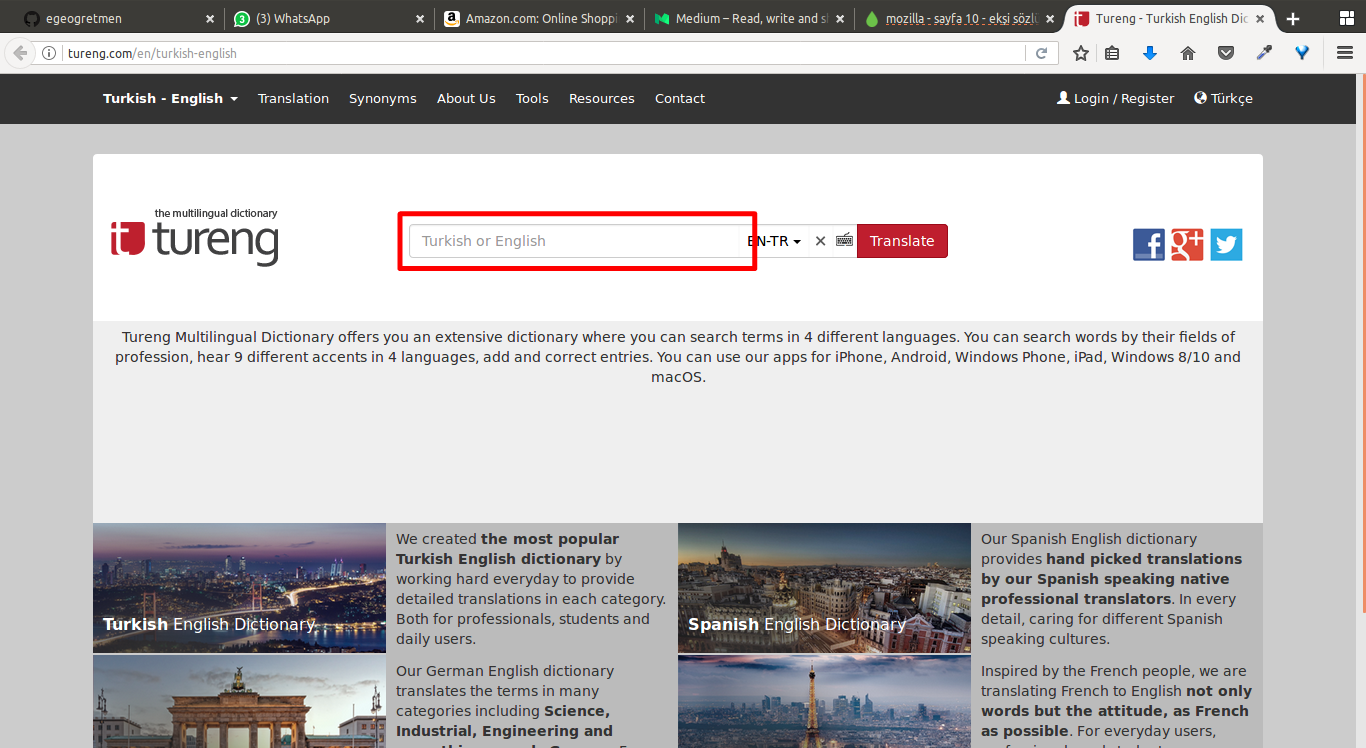 egeogretmen
(3) WhatsApp
Amazon.com: Online Shoppi
Medium – Read, write and sh
mozilla - sayfa 10 - ekşi sözlü
Tureng - Turkish English Dic
tureng.com/en/turkish-english
Turkish - English Translation Synonyms About Us Tools Resources Contact Login / Register Türkçe
the multilingual dictionary
tureng
Turkish or English EN-TR Translate
Tureng Multilingual Dictionary offers you an extensive dictionary where you can search terms in 4 different languages. You can search words by their fields of
profession, hear 9 different accents in 4 languages, add and correct entries. You can use our apps for iPhone, Android, Windows Phone, iPad, Windows 8/10 and
macOS.
Turkish English Dictionary
We created the most popular
Turkish English dictionary by
working hard everyday to provide
detailed translations in each category.
Both for professionals, students and
daily users.
Spanish English Dictionary
Our Spanish English dictionary
provides hand picked translations
by our Spanish speaking native
professional translators. In every
detail, caring for different Spanish
speaking cultures.
Our German English dictionary
translates the terms in many
categories including Science,
Industrial, Engineering and
Inspired by the French people, we are
translating French to English not only
words but the attitude, as French
as possible. For everyday users,